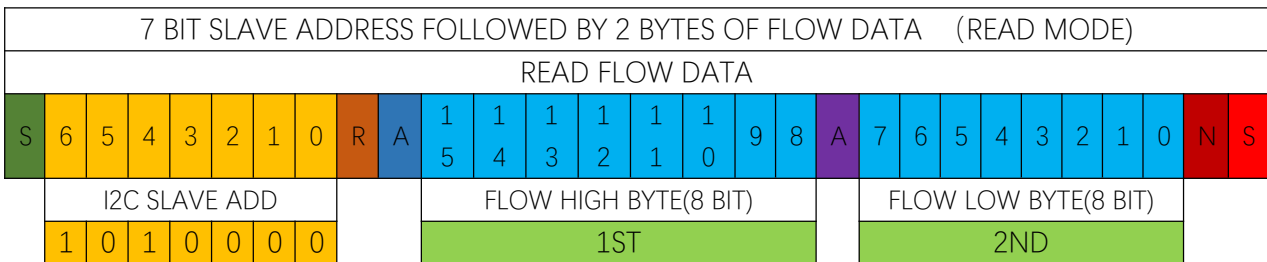 7 BIT SLAVE ADDRESS FOLLOWED BY 2 BYTES OF FLOW DATA （READ MODE）
READ FLOW DATA
S 6 5 4 3 2 1 0 R A 15 14 13 12 11 10 9 8 A 7 6 5 4 3 2 1 0 N S
I2C SLAVE ADD FLOW HIGH BYTE(8 BIT) FLOW LOW BYTE(8 BIT)
1 0 1 0 0 0 0 1ST 2ND